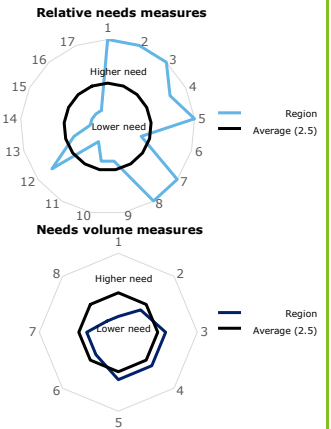 Relative needs measures
1
17 2
16 3
15 4
Higher need
14 5
Lower need
13 6
12 7
11 8
10 9
Region
Average (2.5)
Needs volume measures
1
8 2
Higher need
7 3
Lower need
6 4
5
Region
Average (2.5)